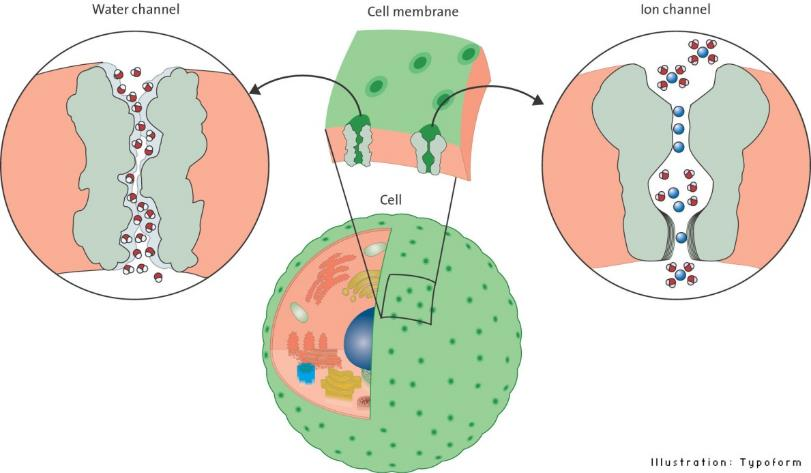 Water channel
Cell membrane
Ion channel
Cell
Illustration: Typoform